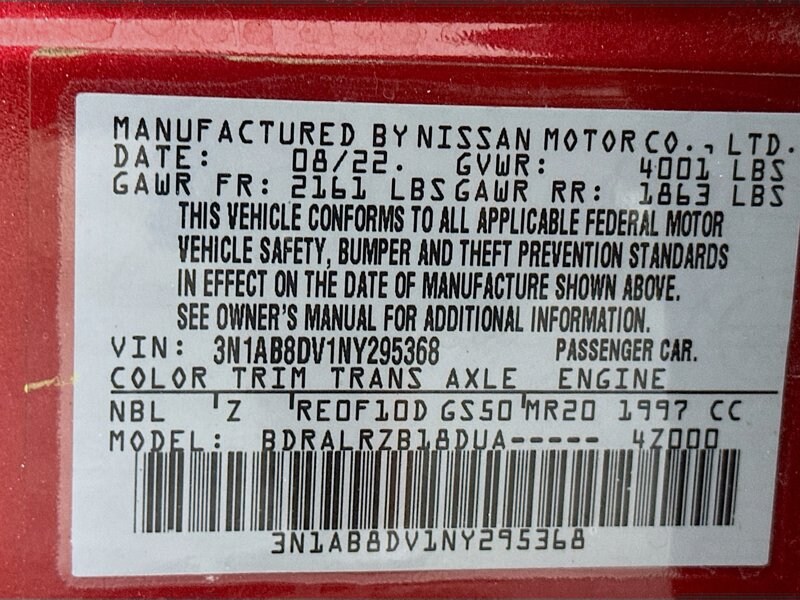 MANUFACTURED BY NISSAN MOTOR CO., LTD.
DATE: 08/22. GVWR: 4001 LBS
GAWR FR: 2161 LBS GAWR RR: 1863 LBS
THIS VEHICLE CONFORMS TO ALL APPLICABLE FEDERAL MOTOR
VEHICLE SAFETY, BUMPER AND THEFT PREVENTION STANDARDS
IN EFFECT ON THE DATE OF MANUFACTURE SHOWN ABOVE.
SEE OWNER'S MANUAL FOR ADDITIONAL INFORMATION.
VIN: 3N1AB8DV1NY295368 PASSENGER CAR.
COLOR TRIM TRANS AXLE ENGINE
NBL Z RE0F10D GS50 MR20 1997 CC
MODEL: BDRALRZB18DUA----- 4Z000
3N1AB8DV1NY295368